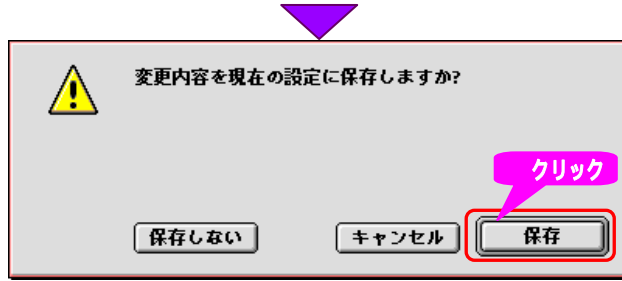 変更内容を現在の設定に保存しますか?
クリック
保存しない
キャンセル
保存